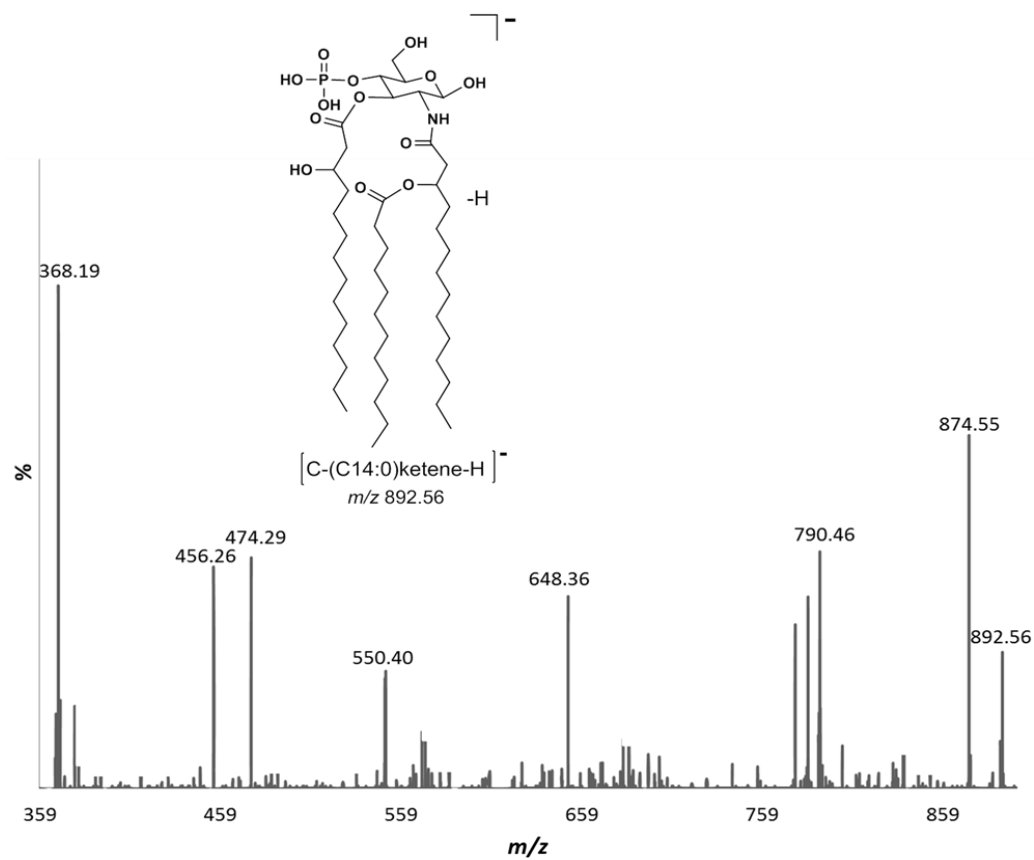 -
O
OH
HO
P
O
O
OH
OH
O
O
NH
O
HO
O
O
-H
[C-(C14:0)ketene-H]-
m/z 892.56
368.19
874.55
790.46
474.29
456.26
648.36
550.40
892.56
%
359
459
559
659
759
859
m/z